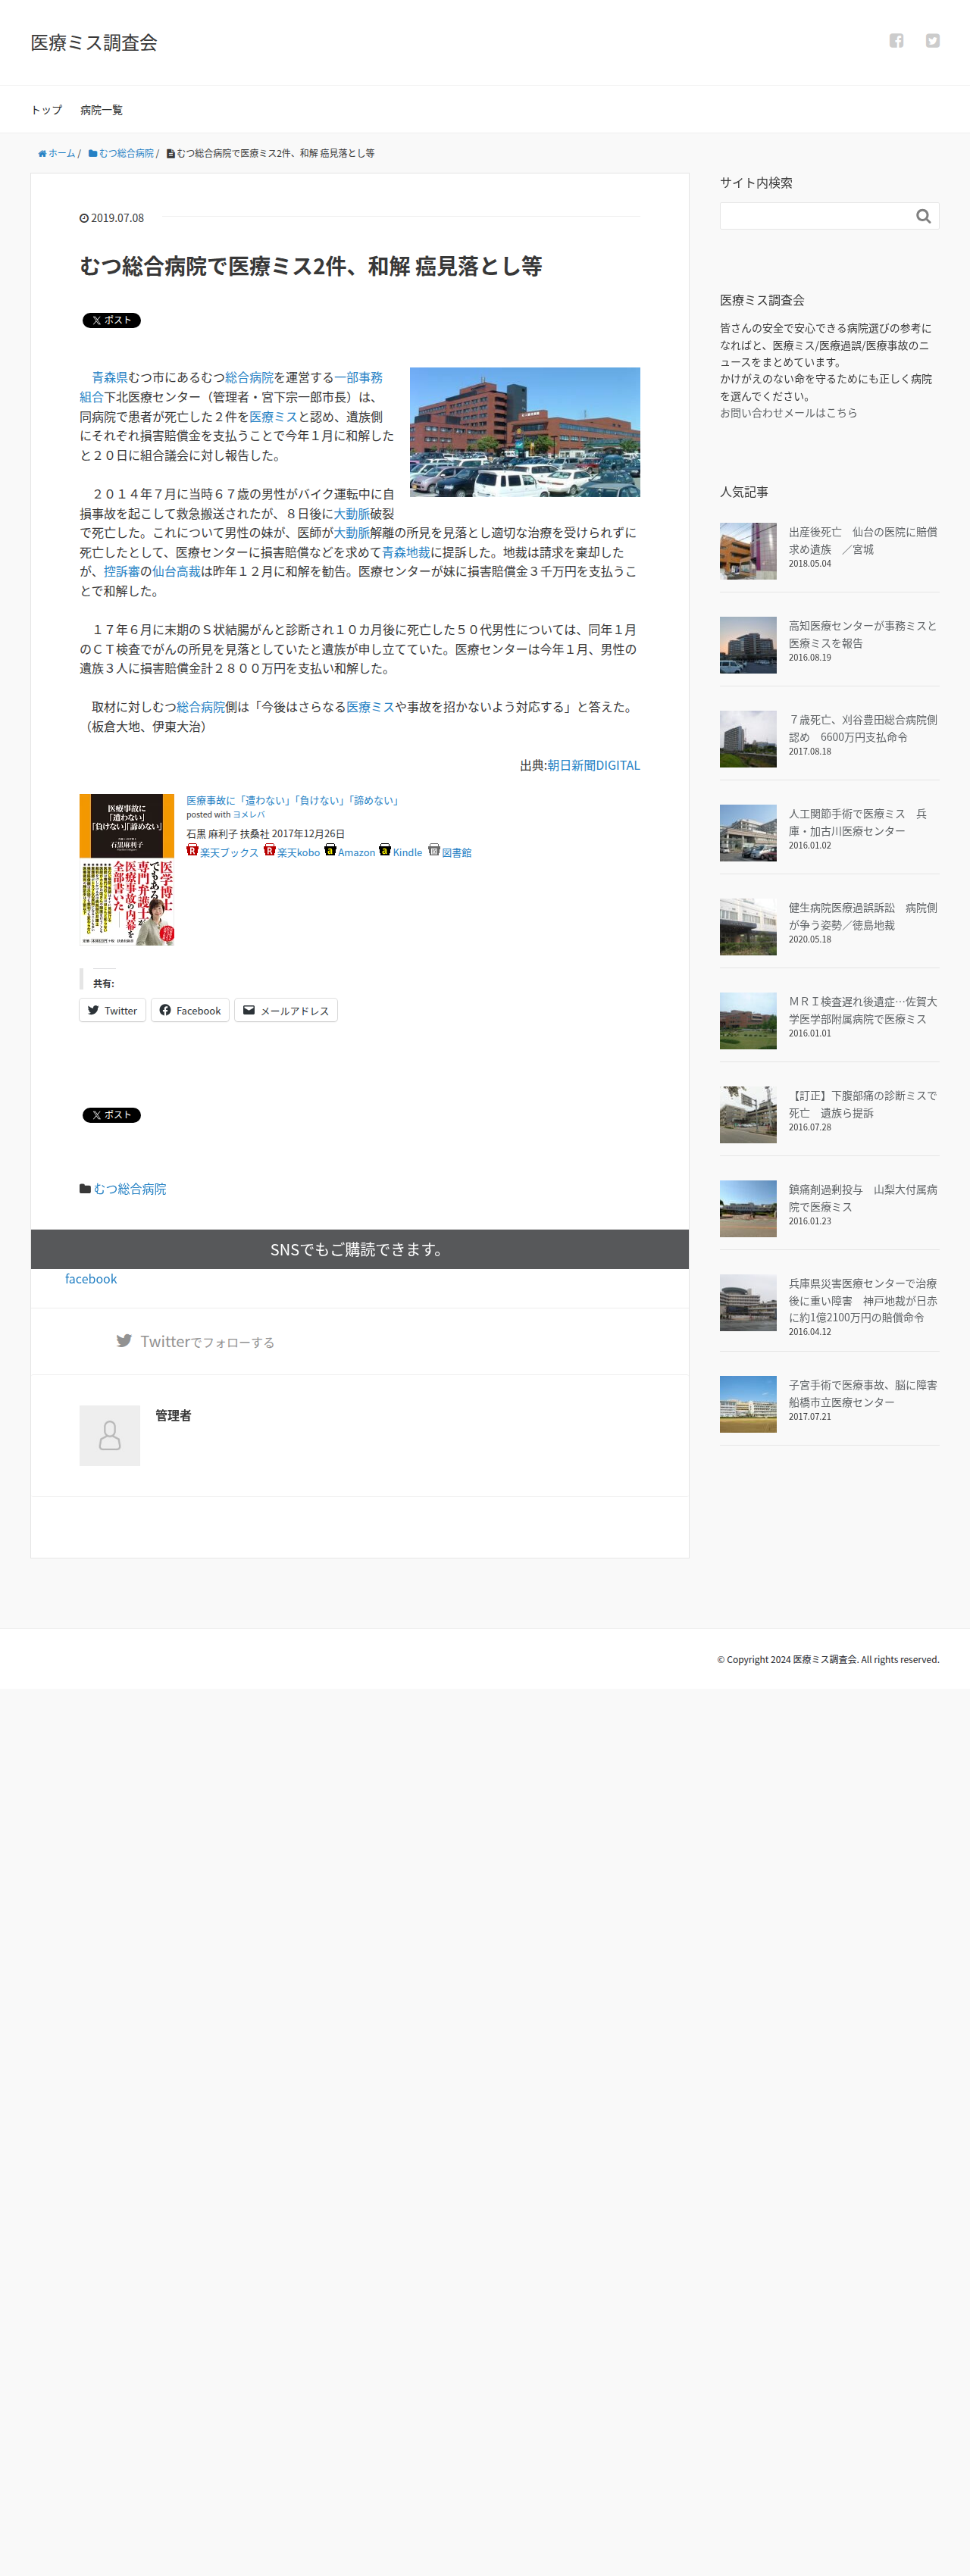 医療ミス調査会
トップ 病院一覧
ホーム / むつ総合病院 / むつ総合病院で医療ミス2件、和解 癌見落とし等
2019.07.08
むつ総合病院で医療ミス2件、和解 癌見落とし等
ポスト
青森県むつ市にあるむつ総合病院を運営する一部事務
組合下北医療センター（管理者・宮下宗一郎市長）は、
同病院で患者が死亡した２件を医療ミスと認め、遺族側
にそれぞれ損害賠償金を支払うことで今年１月に和解した
と２０日に組合議会に対し報告した。
２０１４年７月に当時６７歳の男性がバイク運転中に自
損事故を起こして救急搬送されたが、８日後に大動脈破裂
で死亡した。これについて男性の妹が、医師が大動脈解離の所見を見落とし適切な治療を受けられずに
死亡したとして、医療センターに損害賠償などを求めて青森地裁に提訴した。地裁は請求を棄却した
が、控訴審の仙台高裁は昨年１２月に和解を勧告。医療センターが妹に損害賠償金３千万円を支払うこ
とで和解した。
１７年６月に末期のＳ状結腸がんと診断され１０カ月後に死亡した５０代男性については、同年１月
のＣＴ検査でがんの所見を見落としていたと遺族が申し立てていた。医療センターは今年１月、男性の
遺族３人に損害賠償金計２８００万円を支払い和解した。
取材に対しむつ総合病院側は「今後はさらなる医療ミスや事故を招かないよう対応する」と答えた。
（板倉大地、伊東大治）
出典:朝日新聞DIGITAL
医療事故に
「遭わない」
「負けない」「諦めない」
石黒麻利子
医学博士
でもある
専門弁護士が
医療事故の内幕を
全部書いた
医療事故に「遭わない」「負けない」「諦めない」
posted with ヨメレバ
石黒 麻利子 扶桑社 2017年12月26日
楽天ブックス 楽天kobo Amazon Kindle 図書館
共有:
Twitter Facebook メールアドレス
ポスト
むつ総合病院
SNSでもご購読できます。
facebook
Twitterでフォローする
管理者
サイト内検索
医療ミス調査会
皆さんの安全で安心できる病院選びの参考に
なればと、医療ミス/医療過誤/医療事故のニ
ュースをまとめています。
かけがえのない命を守るためにも正しく病院
を選んでください。
お問い合わせメールはこちら
人気記事
出産後死亡　仙台の医院に賠償
求め遺族　／宮城
2018.05.04
高知医療センターが事務ミスと
医療ミスを報告
2016.08.19
７歳死亡、刈谷豊田総合病院側
認め　6600万円支払命令
2017.08.18
人工関節手術で医療ミス　兵
庫・加古川医療センター
2016.01.02
健生病院医療過誤訴訟　病院側
が争う姿勢／徳島地裁
2020.05.18
ＭＲＩ検査遅れ後遺症…佐賀大
学医学部附属病院で医療ミス
2016.01.01
【訂正】下腹部痛の診断ミスで
死亡　遺族ら提訴
2016.07.28
鎮痛剤過剰投与　山梨大付属病
院で医療ミス
2016.01.23
兵庫県災害医療センターで治療
後に重い障害　神戸地裁が日赤
に約1億2100万円の賠償命令
2016.04.12
子宮手術で医療事故、脳に障害
船橋市立医療センター
2017.07.21
© Copyright 2024 医療ミス調査会. All rights reserved.